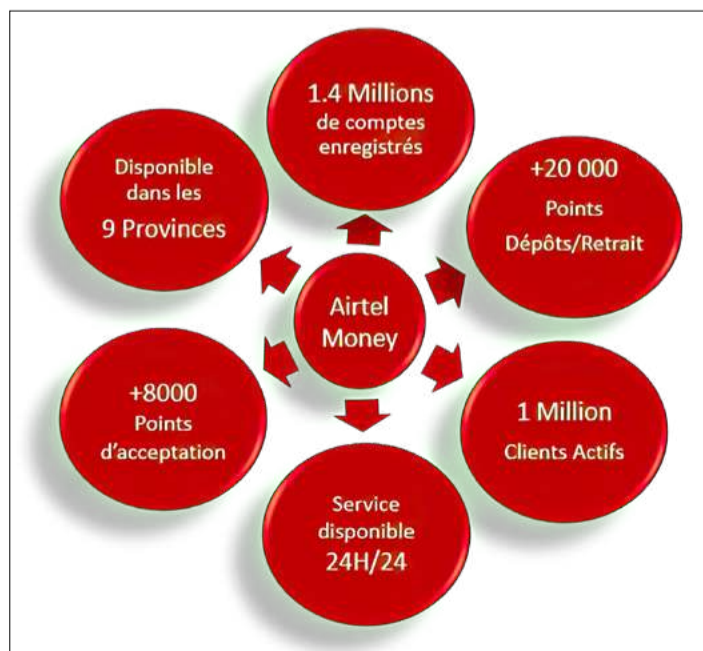 1.4 Millions
de comptes
enregistrés
Disponible
dans les
9 Provinces
+20 000
Points
Dépôts/Retrait
Airtel
Money
+8000
Points
d'acceptation
1 Million
Clients Actifs
Service
disponible
24H/24